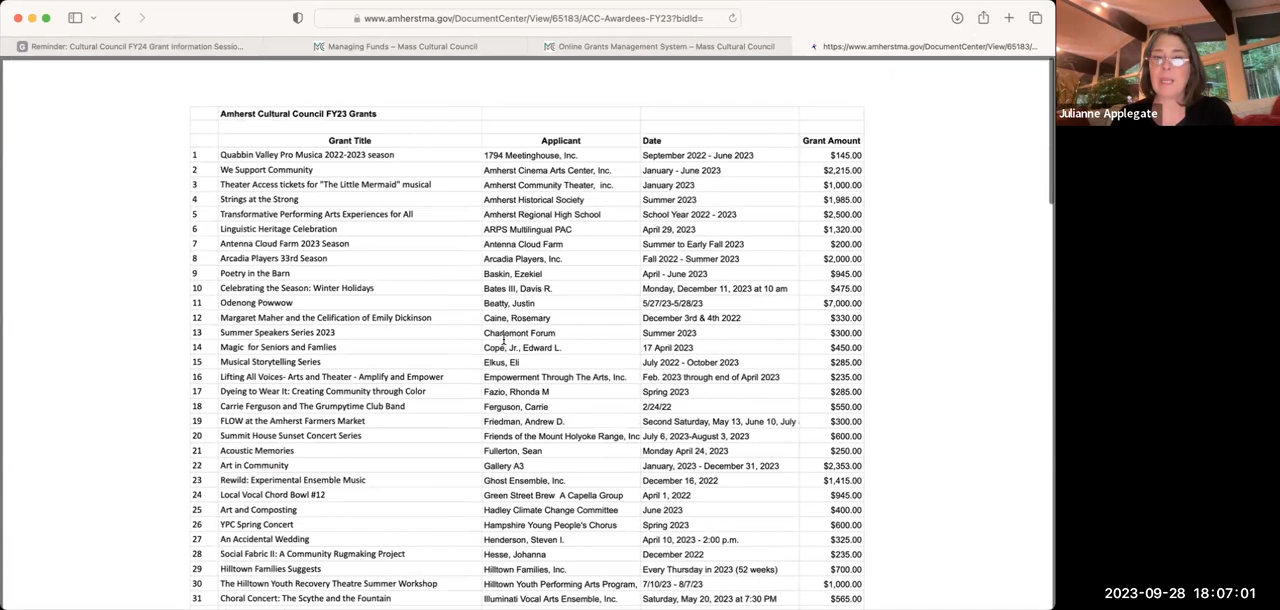 www.amherstma.gov/DocumentCenter/View/65183/ACC-Awardees-FY23?bidId=
Reminder: Cultural Council FY24 Grant Information Sessio...
Managing Funds – Mass Cultural Council
Online Grants Management System – Mass Cultural Council
https://www.amherstma.gov/DocumentCenter/View/65183/...
Julianne Applegate
Amherst Cultural Council FY23 Grants
Grant Title Applicant Date Grant Amount
1 Quabbin Valley Pro Musica 2022-2023 season 1794 Meetinghouse, Inc. September 2022 - June 2023 $145.00
2 We Support Community Amherst Cinema Arts Center, Inc. January - June 2023 $2,215.00
3 Theater Access tickets for "The Little Mermaid" musical Amherst Community Theater, inc. January 2023 $1,000.00
4 Strings at the Strong Amherst Historical Society Summer 2023 $1,985.00
5 Transformative Performing Arts Experiences for All Amherst Regional High School School Year 2022 - 2023 $2,500.00
6 Linguistic Heritage Celebration ARPS Multilingual PAC April 29, 2023 $1,320.00
7 Antenna Cloud Farm 2023 Season Antenna Cloud Farm Summer to Early Fall 2023 $200.00
8 Arcadia Players 33rd Season Arcadia Players, Inc. Fall 2022 - Summer 2023 $2,000.00
9 Poetry in the Barn Baskin, Ezekiel April - June 2023 $945.00
10 Celebrating the Season: Winter Holidays Bates III, Davis R. Monday, December 11, 2023 at 10 am $475.00
11 Odenong Powwow Beatty, Justin 5/27/23-5/28/23 $7,000.00
12 Margaret Maher and the Celification of Emily Dickinson Caine, Rosemary December 3rd & 4th 2022 $330.00
13 Summer Speakers Series 2023 Charlemont Forum Summer 2023 $300.00
14 Magic for Seniors and Famlies Cope, Jr., Edward L. 17 April 2023 $450.00
15 Musical Storytelling Series Elkus, Eli July 2022 - October 2023 $285.00
16 Lifting All Voices- Arts and Theater - Amplify and Empower Empowerment Through The Arts, Inc. Feb. 2023 through end of April 2023 $235.00
17 Dyeing to Wear It: Creating Community through Color Fazio, Rhonda M Spring 2023 $285.00
18 Carrie Ferguson and The Grumpytime Club Band Ferguson, Carrie 2/24/22 $550.00
19 FLOW at the Amherst Farmers Market Friedman, Andrew D. Second Saturday, May 13, June 10, July $300.00
20 Summit House Sunset Concert Series Friends of the Mount Holyoke Range, Inc July 6, 2023-August 3, 2023 $600.00
21 Acoustic Memories Fullerton, Sean Monday April 24, 2023 $250.00
22 Art in Community Gallery A3 January, 2023 - December 31, 2023 $2,353.00
23 Rewild: Experimental Ensemble Music Ghost Ensemble, Inc. December 16, 2022 $1,415.00
24 Local Vocal Chord Bowl #12 Green Street Brew A Capella Group April 1, 2022 $945.00
25 Art and Composting Hadley Climate Change Committee June 2023 $400.00
26 YPC Spring Concert Hampshire Young People's Chorus Spring 2023 $600.00
27 An Accidental Wedding Henderson, Steven I. April 10, 2023 - 2:00 p.m. $325.00
28 Social Fabric II: A Community Rugmaking Project Hesse, Johanna December 2022 $235.00
29 Hilltown Families Suggests Hilltown Families, Inc. Every Thursday in 2023 (52 weeks) $700.00
30 The Hilltown Youth Recovery Theatre Summer Workshop Hilltown Youth Performing Arts Program, 7/10/23 - 8/7/23 $1,000.00
31 Choral Concert: The Scythe and the Fountain Illuminati Vocal Arts Ensemble, Inc. Saturday, May 20, 2023 at 7:30 PM $565.00
2023-09-28 18:07:01